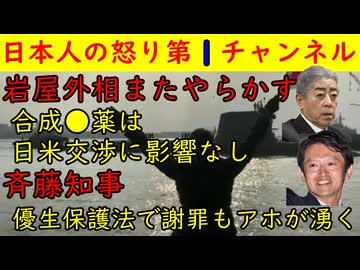 日本人の怒り第1チャンネル
岩屋外相またやらかす
合成●薬は
日米交渉に影響なし
斉藤知事
優生保護法で謝罪もアホが湧く